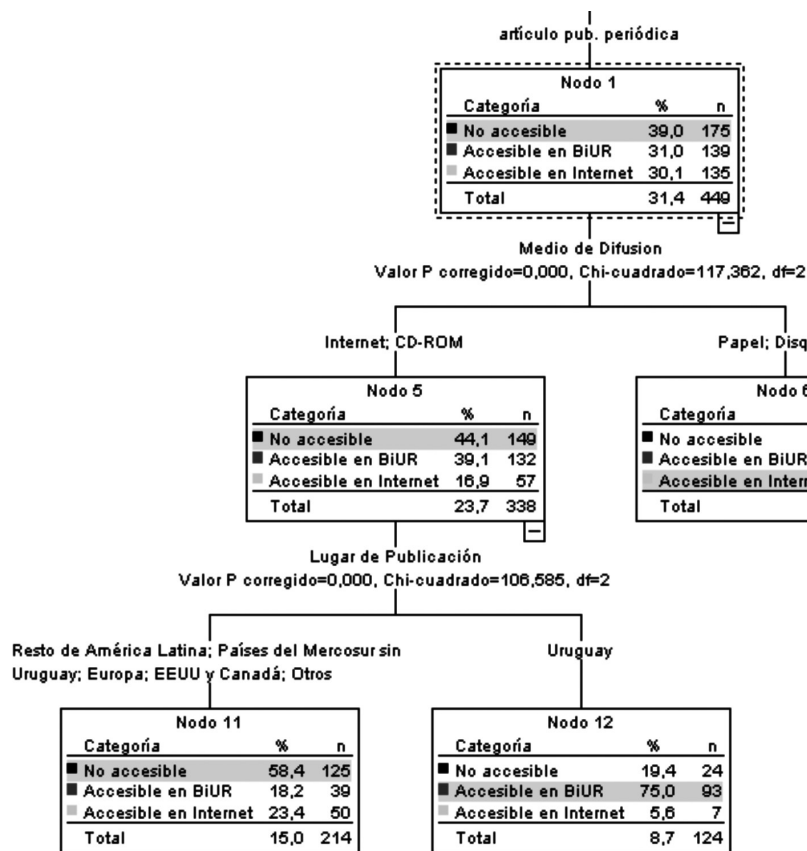 artículo pub. periódica
Nodo 1
Categoría % n
No accesible 39,0 175
Accesible en BiUR 31,0 139
Accesible en Internet 30,1 135
Total 31,4 449
Medio de Difusion
Valor P corregido=0,000, Chi-cuadrado=117,362, df=2
Internet; CD-ROM
Papel; Disq
Nodo 5
Categoría % n
No accesible 44,1 149
Accesible en BiUR 39,1 132
Accesible en Internet 16,9 57
Total 23,7 338
Nodo 6
Categoría
No accesible
Accesible en BiUR
Accesible en Intern
Total
Lugar de Publicación
Valor P corregido=0,000, Chi-cuadrado=106,585, df=2
Resto de América Latina; Países del Mercosur sin
Uruguay; Europa; EEUU y Canadá; Otros
Uruguay
Nodo 11
Categoría % n
No accesible 58,4 125
Accesible en BiUR 18,2 39
Accesible en Internet 23,4 50
Total 15,0 214
Nodo 12
Categoría % n
No accesible 19,4 24
Accesible en BiUR 75,0 93
Accesible en Internet 5,6 7
Total 8,7 124